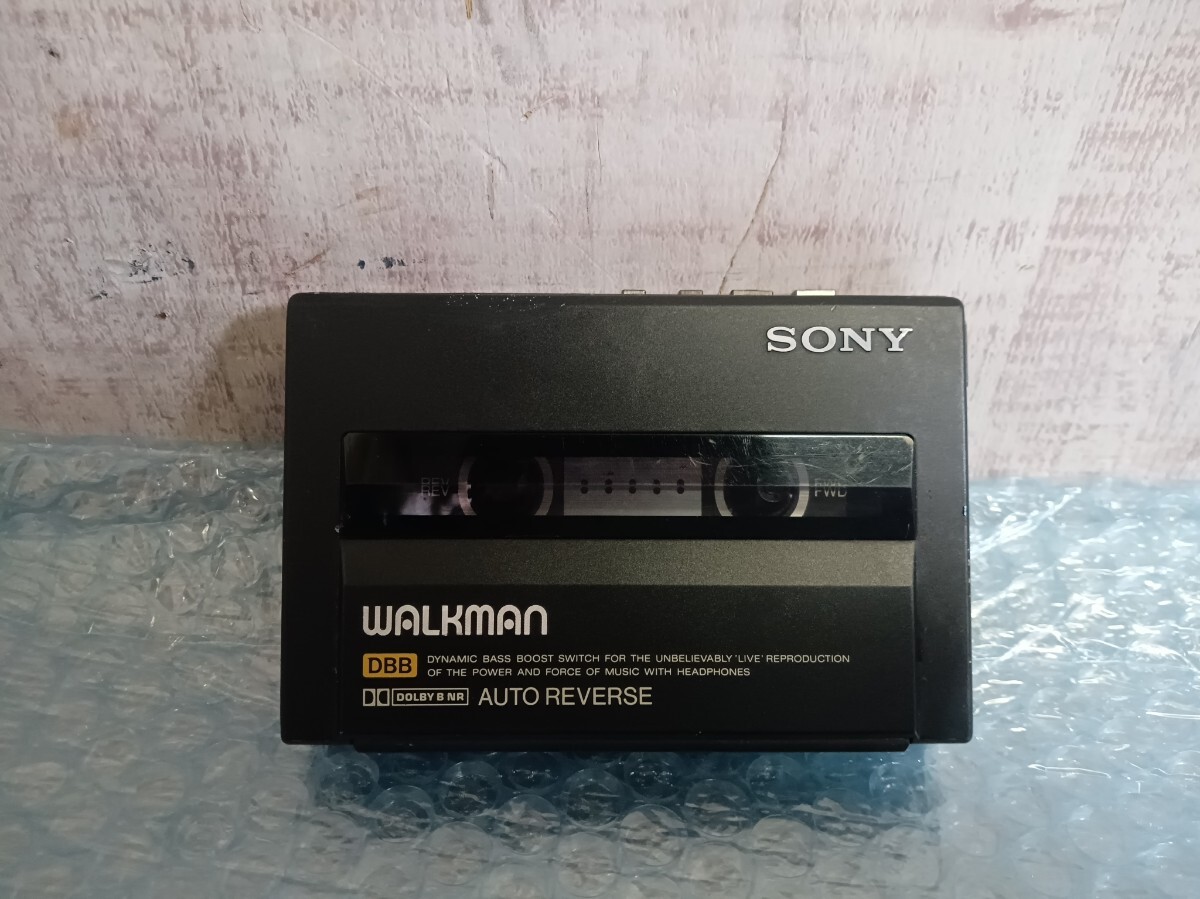 SONY
REV FWD
WALKMAN
DBB DYNAMIC BASS BOOST SWITCH FOR THE UNBELIEVABLY 'LIVE' REPRODUCTION
OF THE POWER AND FORCE OF MUSIC WITH HEADPHONES
DOLBY B NR AUTO REVERSE